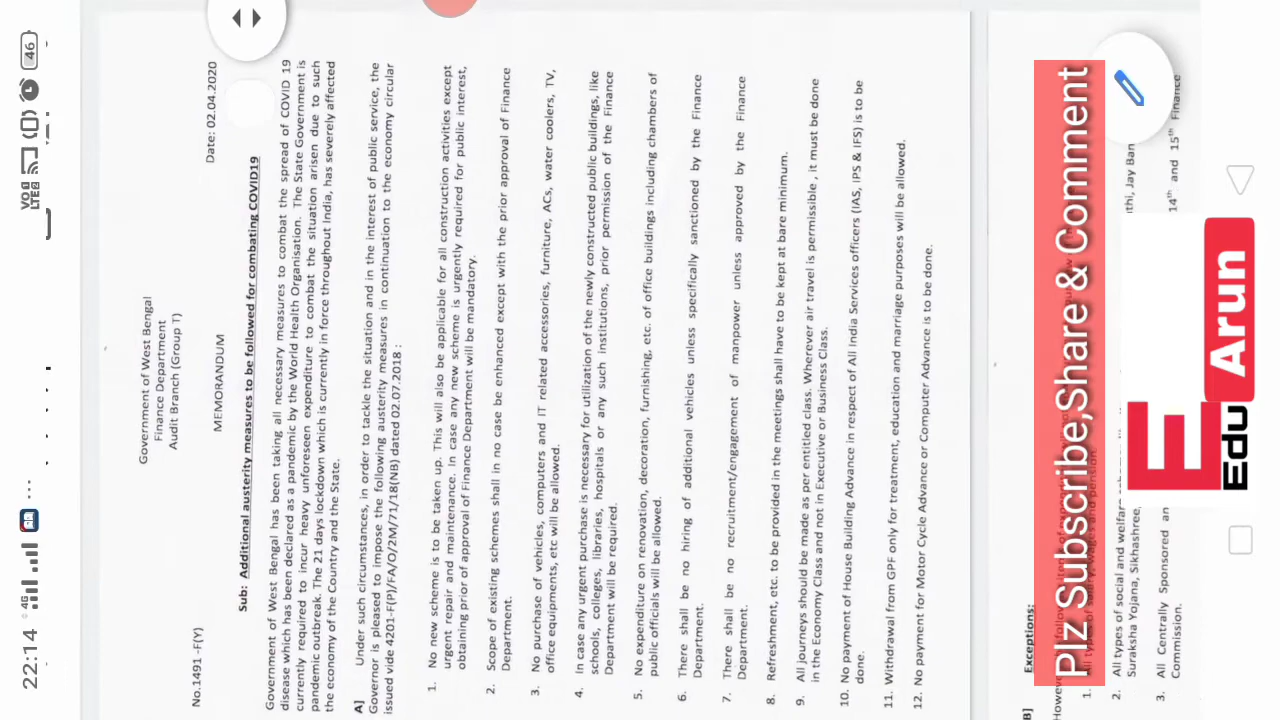 22:14
4G
VoLTE
46
Government of West Bengal
Finance Department
Audit Branch (Group T)
No.1491 -F(Y)
Date: 02.04.2020
MEMORANDUM
Sub: Additional austerity measures to be followed for combating COVID19
Government of West Bengal has been taking all necessary measures to combat the spread of COVID 19
disease which has been declared as a pandemic by the World Health Organisation. The State Government is
currently required to incur heavy unforeseen expenditure to combat the situation arisen due to such
pandemic outbreak. The 21 days lockdown which is currently in force throughout India, has severely affected
the economy of the Country and the State.
A] Under such circumstances, in order to tackle the situation and in the interest of public service, the
Governor is pleased to impose the following austerity measures in continuation to the economy circular
issued vide 4201-F(P)/FA/O/2M/71/18(NB) dated 02.07.2018 :
1. No new scheme is to be taken up. This will also be applicable for all construction activities except
urgent repair and maintenance. In case any new scheme is urgently required for public interest,
obtaining prior of approval of Finance Department will be mandatory.
2. Scope of existing schemes shall in no case be enhanced except with the prior approval of Finance
Department.
3. No purchase of vehicles, computers and IT related accessories, furniture, ACs, water coolers, TV,
office equipments, etc will be allowed.
4. In case any urgent purchase is necessary for utilization of the newly constructed public buildings, like
schools, colleges, libraries, hospitals or any such institutions, prior permission of the Finance
Department will be required.
5. No expenditure on renovation, decoration, furnishing, etc. of office buildings including chambers of
public officials will be allowed.
6. There shall be no hiring of additional vehicles unless specifically sanctioned by the Finance
Department.
7. There shall be no recruitment/engagement of manpower unless approved by the Finance
Department.
8. Refreshment, etc. to be provided in the meetings shall have to be kept at bare minimum.
9. All journeys should be made as per entitled class. Wherever air travel is permissible , it must be done
in the Economy Class and not in Executive or Business Class.
10. No payment of House Building Advance in respect of All India Services officers (IAS, IPS & IFS) is to be
done.
11. Withdrawal from GPF only for treatment, education and marriage purposes will be allowed.
12. No payment for Motor Cycle Advance or Computer Advance is to be done.
B] Exceptions:
1. All types of salary, wages and pension
2. All types of social and welfare
Suraksha Yojana, Sikhashree,
3. All Centrally Sponsored an 14th and 15th Finance
Commission.
Plz Subscribe,Share & Comment
E
Edu Arun